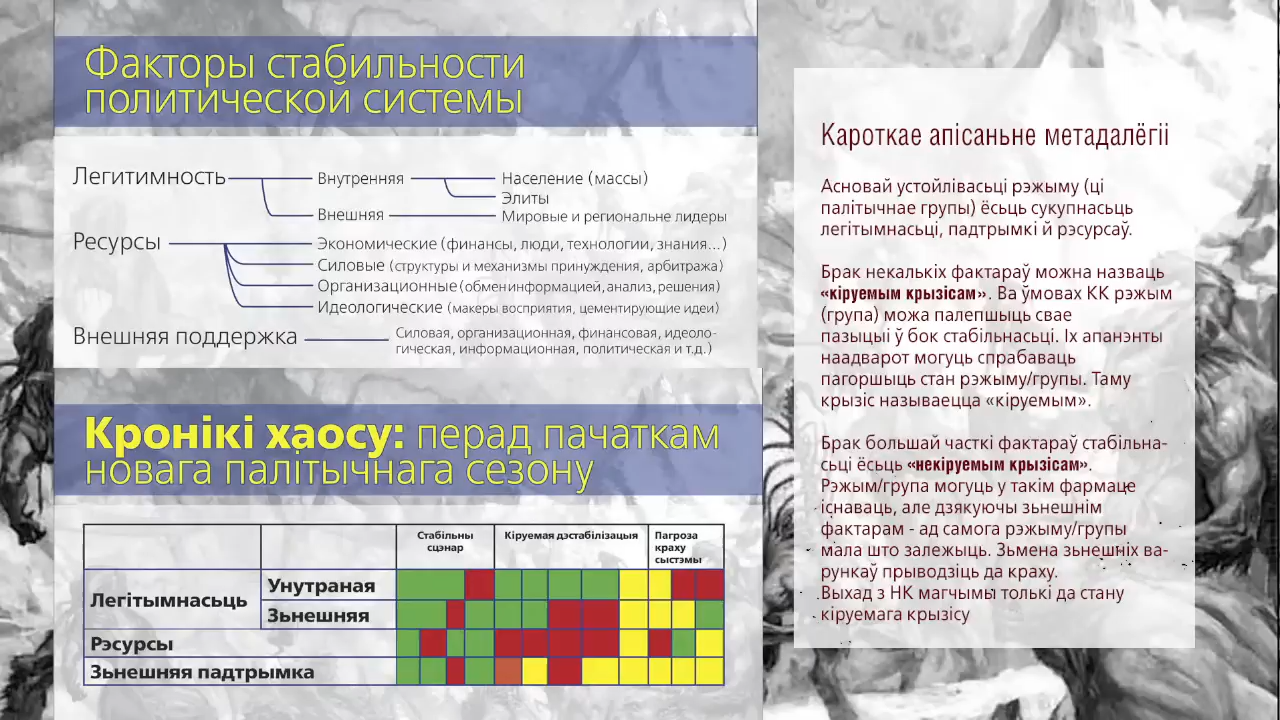 Факторы стабильности
политической системы
Легитимность
Внутренняя
Население (массы)
Элиты
Внешняя
Мировые и региональне лидеры
Ресурсы
Экономические (финансы, люди, технологии, знания...)
Силовые (структуры и механизмы принуждения, арбитража)
Организационные (обмен информацией, анализ, решения)
Идеологические (макеры восприятия, цементирующие идеи)
Внешняя поддержка
Силовая, организационная, финансовая, идеоло-
гическая, информационная, политическая и т.д.)
Кронікі хаосу: перад пачаткам
новага палітычнага сезону
Стабільны
сцэнар
Кіруемая дэстабілізацыя
Пагроза
краху
сыстэмы
Легітымнасьць
Унутраная
Зьнешняя
Рэсурсы
Зьнешняя падтрымка
Кароткае апісаньне метадалёгіі
Асновай устойлівасьці рэжыму (ці
палітычнае групы) ёсьць сукупнасьць
легітымнасьці, падтрымкі й рэсурсаў.
Брак некалькіх фактараў можна назваць
«кіруемым крызісам». Ва ўмовах КК рэжым
(група) можа палепшыць свае
пазыцыі ў бок стабільнасьці. Іх апанэнты
наадварот могуць спрабаваць
пагоршыць стан рэжыму/групы. Таму
крызіс называецца «кіруемым».
Брак большай часткі фактараў стабільна-
сьці ёсьць «некіруемым крызісам».
Рэжым/група могуць у такім фармаце
існаваць, але дзякуючы зьнешнім
фактарам - ад самога рэжыму/групы
мала што залежыць. Зьмена зьнешніх ва-
рункаў прыводзіць да краху.
Выхад з НК магчымы толькі да стану
кіруемага крызісу